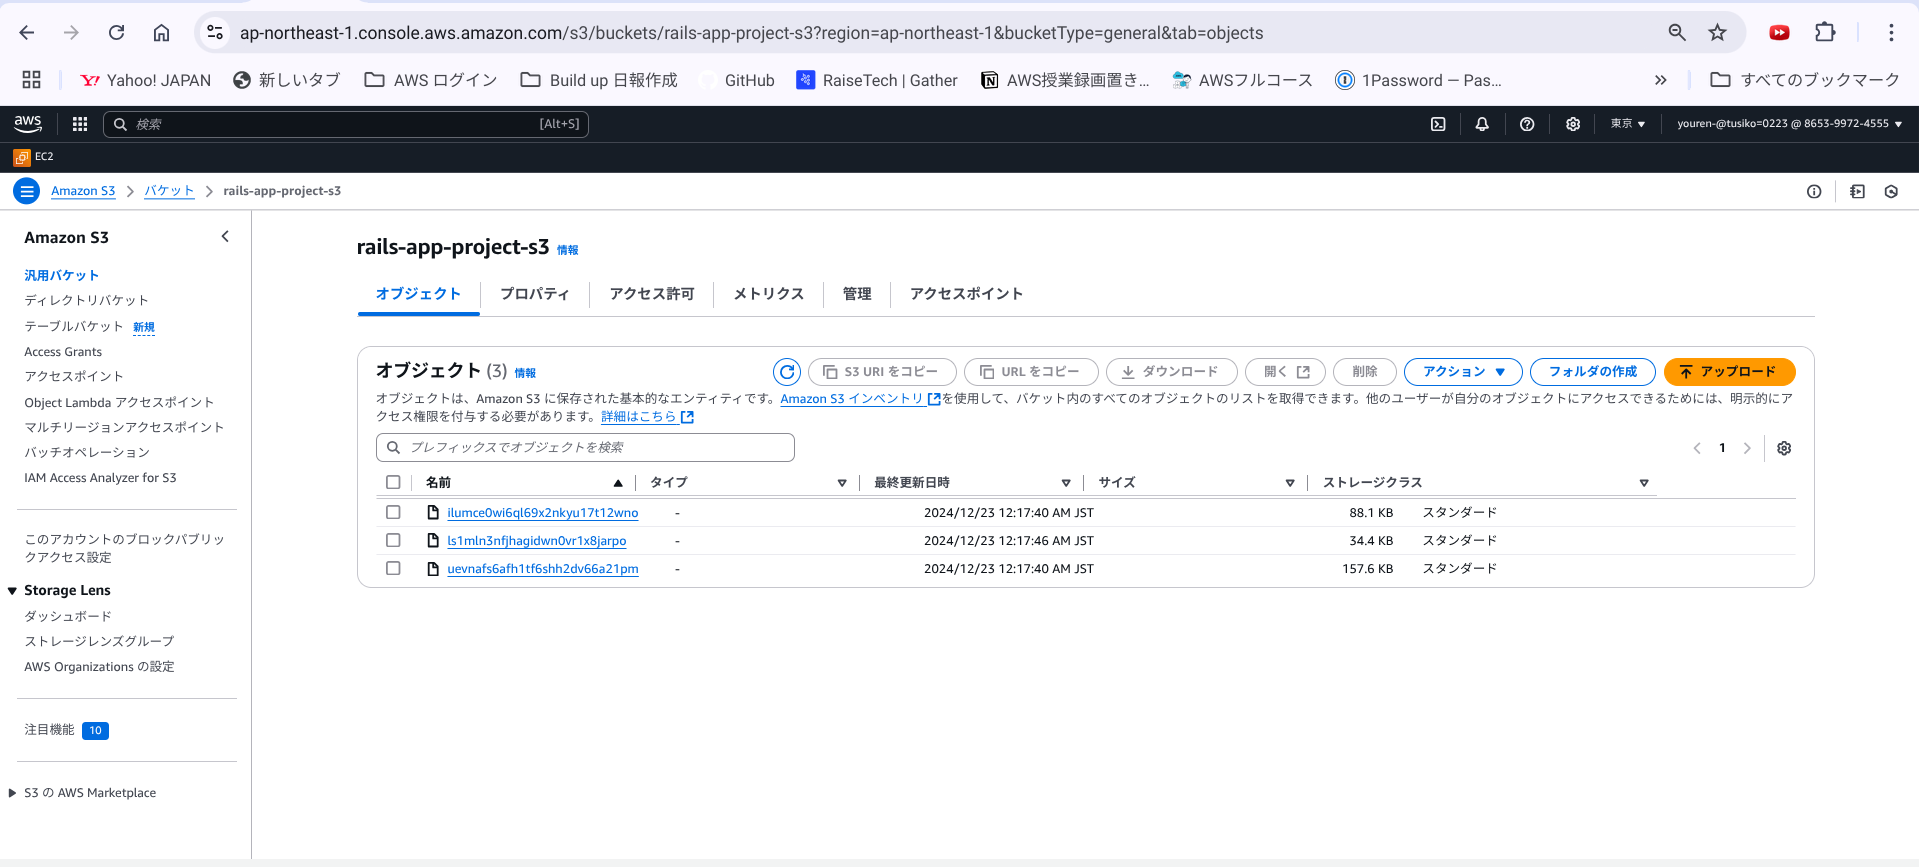 ap-northeast-1.console.aws.amazon.com/s3/buckets/rails-app-project-s3?region=ap-northeast-1&bucketType=general&tab=objects
Yahoo! JAPAN 新しいタブ AWS ログイン Build up 日報作成 GitHub RaiseTech | Gather AWS授業録画置き... AWSフルコース 1Password – Pas... » すべてのブックマーク
aws 検索 [Alt+S] 東京 ▼ youren-@tusiko=0223 @ 8653-9972-4555 ▼
EC2
Amazon S3 > バケット > rails-app-project-s3
Amazon S3
汎用バケット
ディレクトリバケット
テーブルバケット 新規
Access Grants
アクセスポイント
Object Lambda アクセスポイント
マルチリージョンアクセスポイント
バッチオペレーション
IAM Access Analyzer for S3
このアカウントのブロックパブリッ
クアクセス設定
▼ Storage Lens
ダッシュボード
ストレージレンズグループ
AWS Organizations の設定
注目機能 10
▶ S3 の AWS Marketplace
rails-app-project-s3 情報
オブジェクト プロパティ アクセス許可 メトリクス 管理 アクセスポイント
オブジェクト (3) 情報 S3 URI をコピー URL をコピー ダウンロード 開く 削除 アクション ▼ フォルダの作成 アップロード
オブジェクトは、Amazon S3 に保存された基本的なエンティティです。Amazon S3 インベントリ を使用して、バケット内のすべてのオブジェクトのリストを取得できます。他のユーザーが自分のオブジェクトにアクセスできるためには、明示的にア
クセス権限を付与する必要があります。詳細はこちら
プレフィックスでオブジェクトを検索 < 1 >
名前 ▲ タイプ ▽ 最終更新日時 ▽ サイズ ▽ ストレージクラス ▽
ilumce0wi6ql69x2nkyu17t12wno - 2024/12/23 12:17:40 AM JST 88.1 KB スタンダード
ls1mln3nfjhagidwn0vr1x8jarpo - 2024/12/23 12:17:46 AM JST 34.4 KB スタンダード
uevnafs6afh1tf6shh2dv66a21pm - 2024/12/23 12:17:40 AM JST 157.6 KB スタンダード